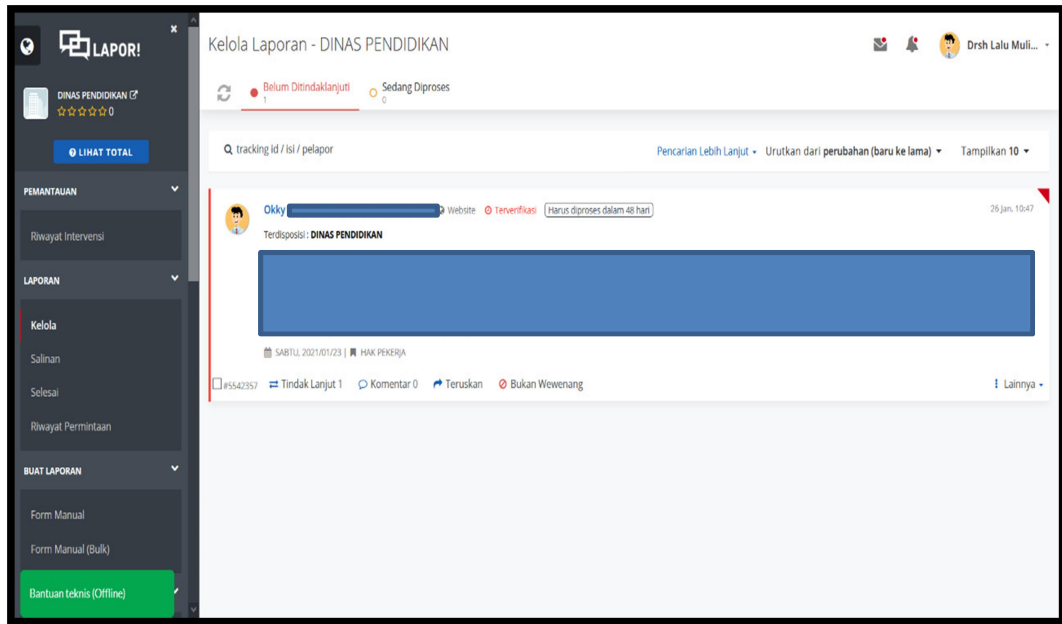 LAPOR!
×
DINAS PENDIDIKAN
0
LIHAT TOTAL
PEMANTAUAN
Riwayat Intervensi
LAPORAN
Kelola
Salinan
Selesai
Riwayat Permintaan
BUAT LAPORAN
Form Manual
Form Manual (Bulk)
Bantuan teknis (Offline)
Kelola Laporan - DINAS PENDIDIKAN
Drsh Lalu Muli...
Belum Ditindaklanjuti
1
Sedang Diproses
0
tracking id / isi / pelapor
Pencarian Lebih Lanjut Urutkan dari perubahan (baru ke lama) Tampilkan 10
Okky Website Terverifikasi Harus diproses dalam 48 hari 26 Jan, 10:47
Terdisposisi : DINAS PENDIDIKAN
SABTU, 2021/01/23 | HAK PEKERJA
#5542357 Tindak Lanjut 1 Komentar 0 Teruskan Bukan Wewenang Lainnya